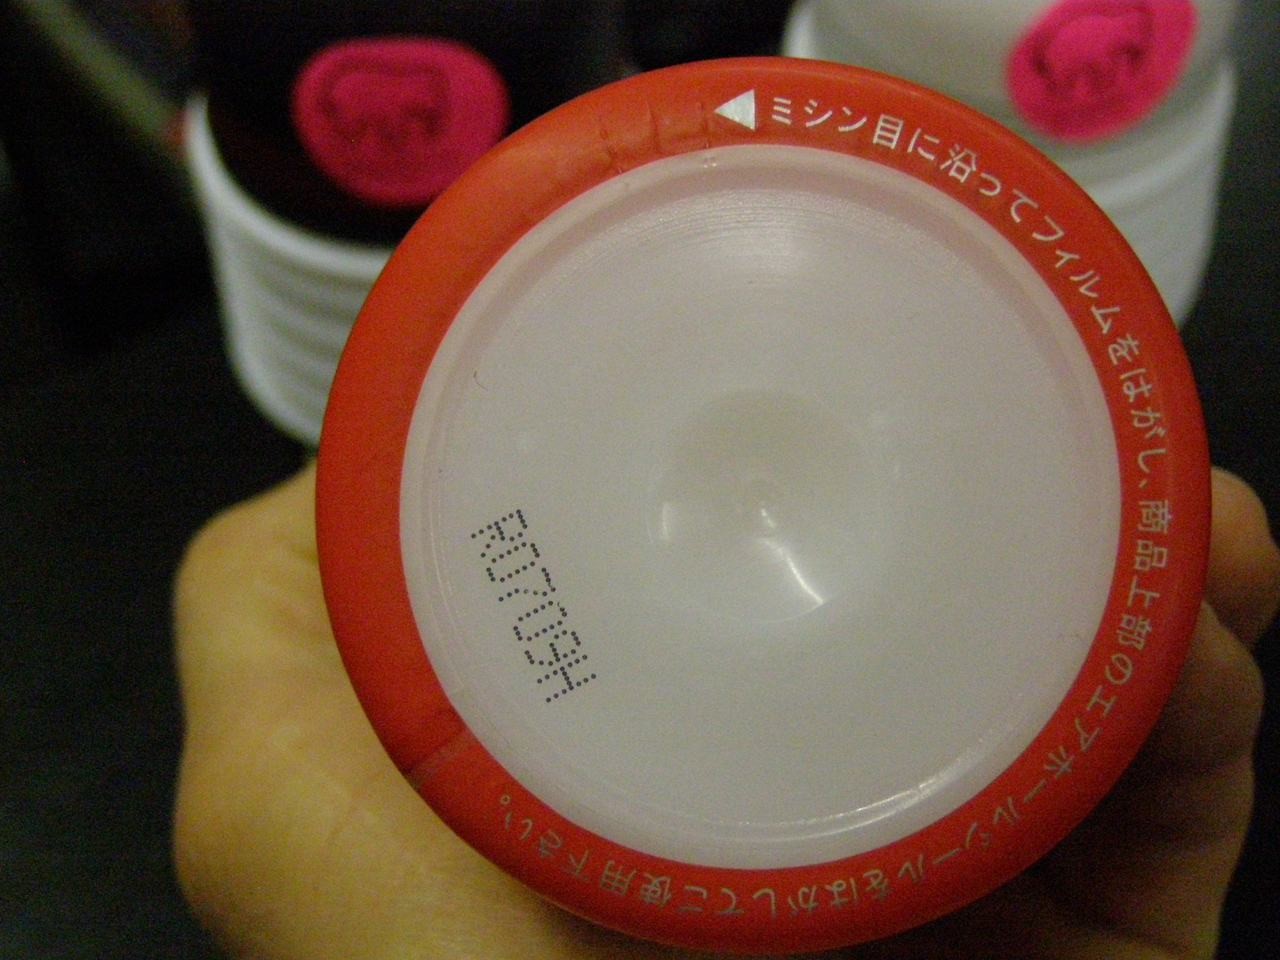 ミシン目に沿ってフィルムをはがし、商品上部のエアホールシールをはがしてご使用下さい。
R0709H